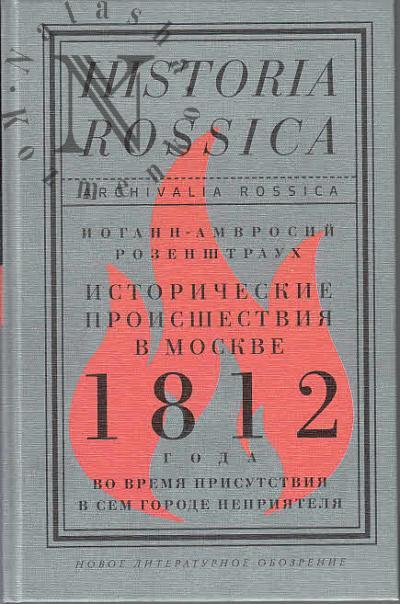 HISTORIA
ROSSICA
ARCHIVALIA ROSSICA
ИОГАНН-АМВРОСИЙ
РОЗЕНШТРАУХ
ИСТОРИЧЕСКИЕ
ПРОИСШЕСТВИЯ
В МОСКВЕ
1812
ГОДА
ВО ВРЕМЯ ПРИСУТСТВИЯ
В СЕМ ГОРОДЕ НЕПРИЯТЕЛЯ
НОВОЕ ЛИТЕРАТУРНОЕ ОБОЗРЕНИЕ